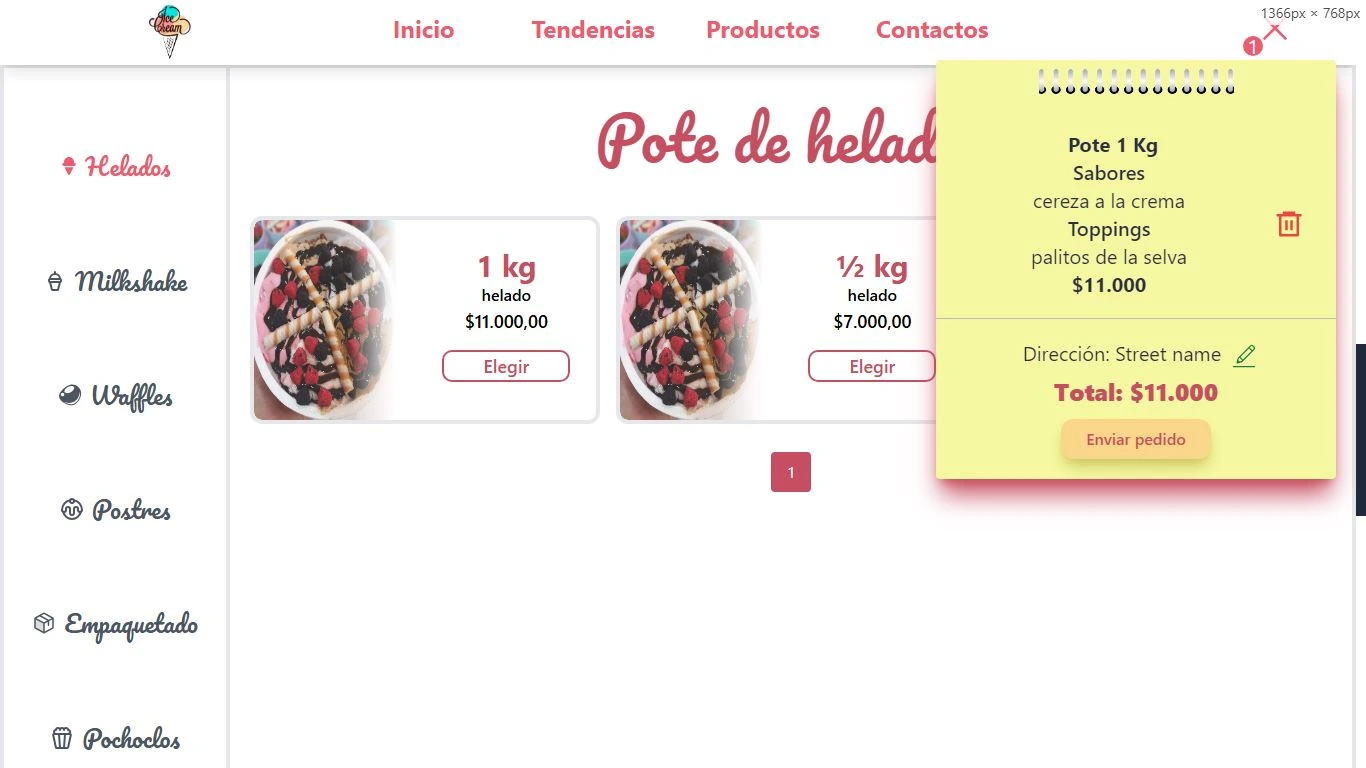 1366px × 768px
Ice
Cream
Inicio
Tendencias
Productos
Contactos
1
Helados
Milkshake
Waffles
Postres
Empaquetado
Pochoclos
Pote de helad
1 kg
helado
$11.000,00
Elegir
½ kg
helado
$7.000,00
Elegir
1
Pote 1 Kg
Sabores
cereza a la crema
Toppings
palitos de la selva
$11.000
Dirección: Street name
Total: $11.000
Enviar pedido